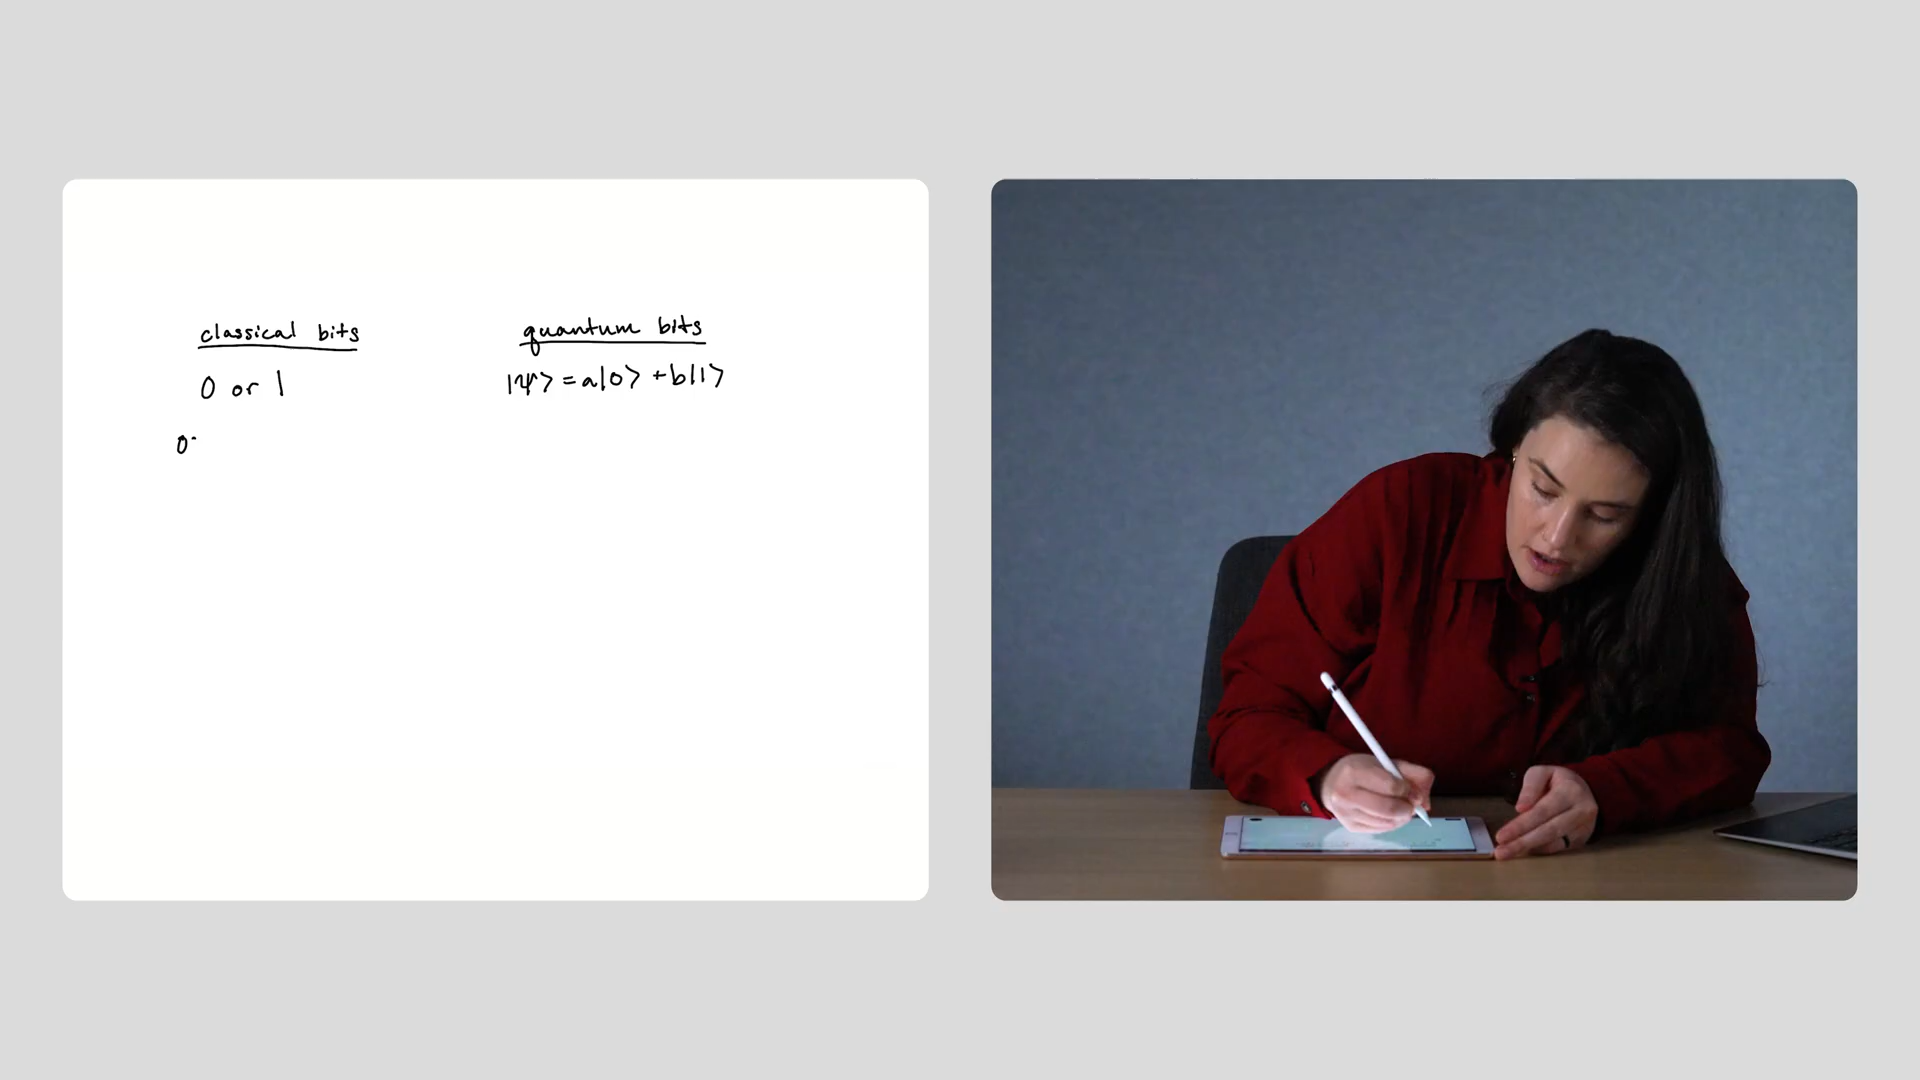 classical bits
0 or 1
0
quantum bits
|ψ⟩ = a|0⟩ + b|1⟩